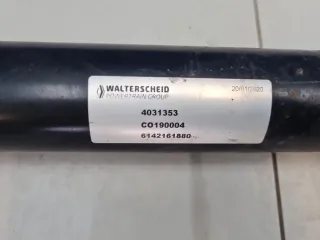 WALTERSCHEID
POWERTRAIN GROUP
4031353
CO190004
6142161880